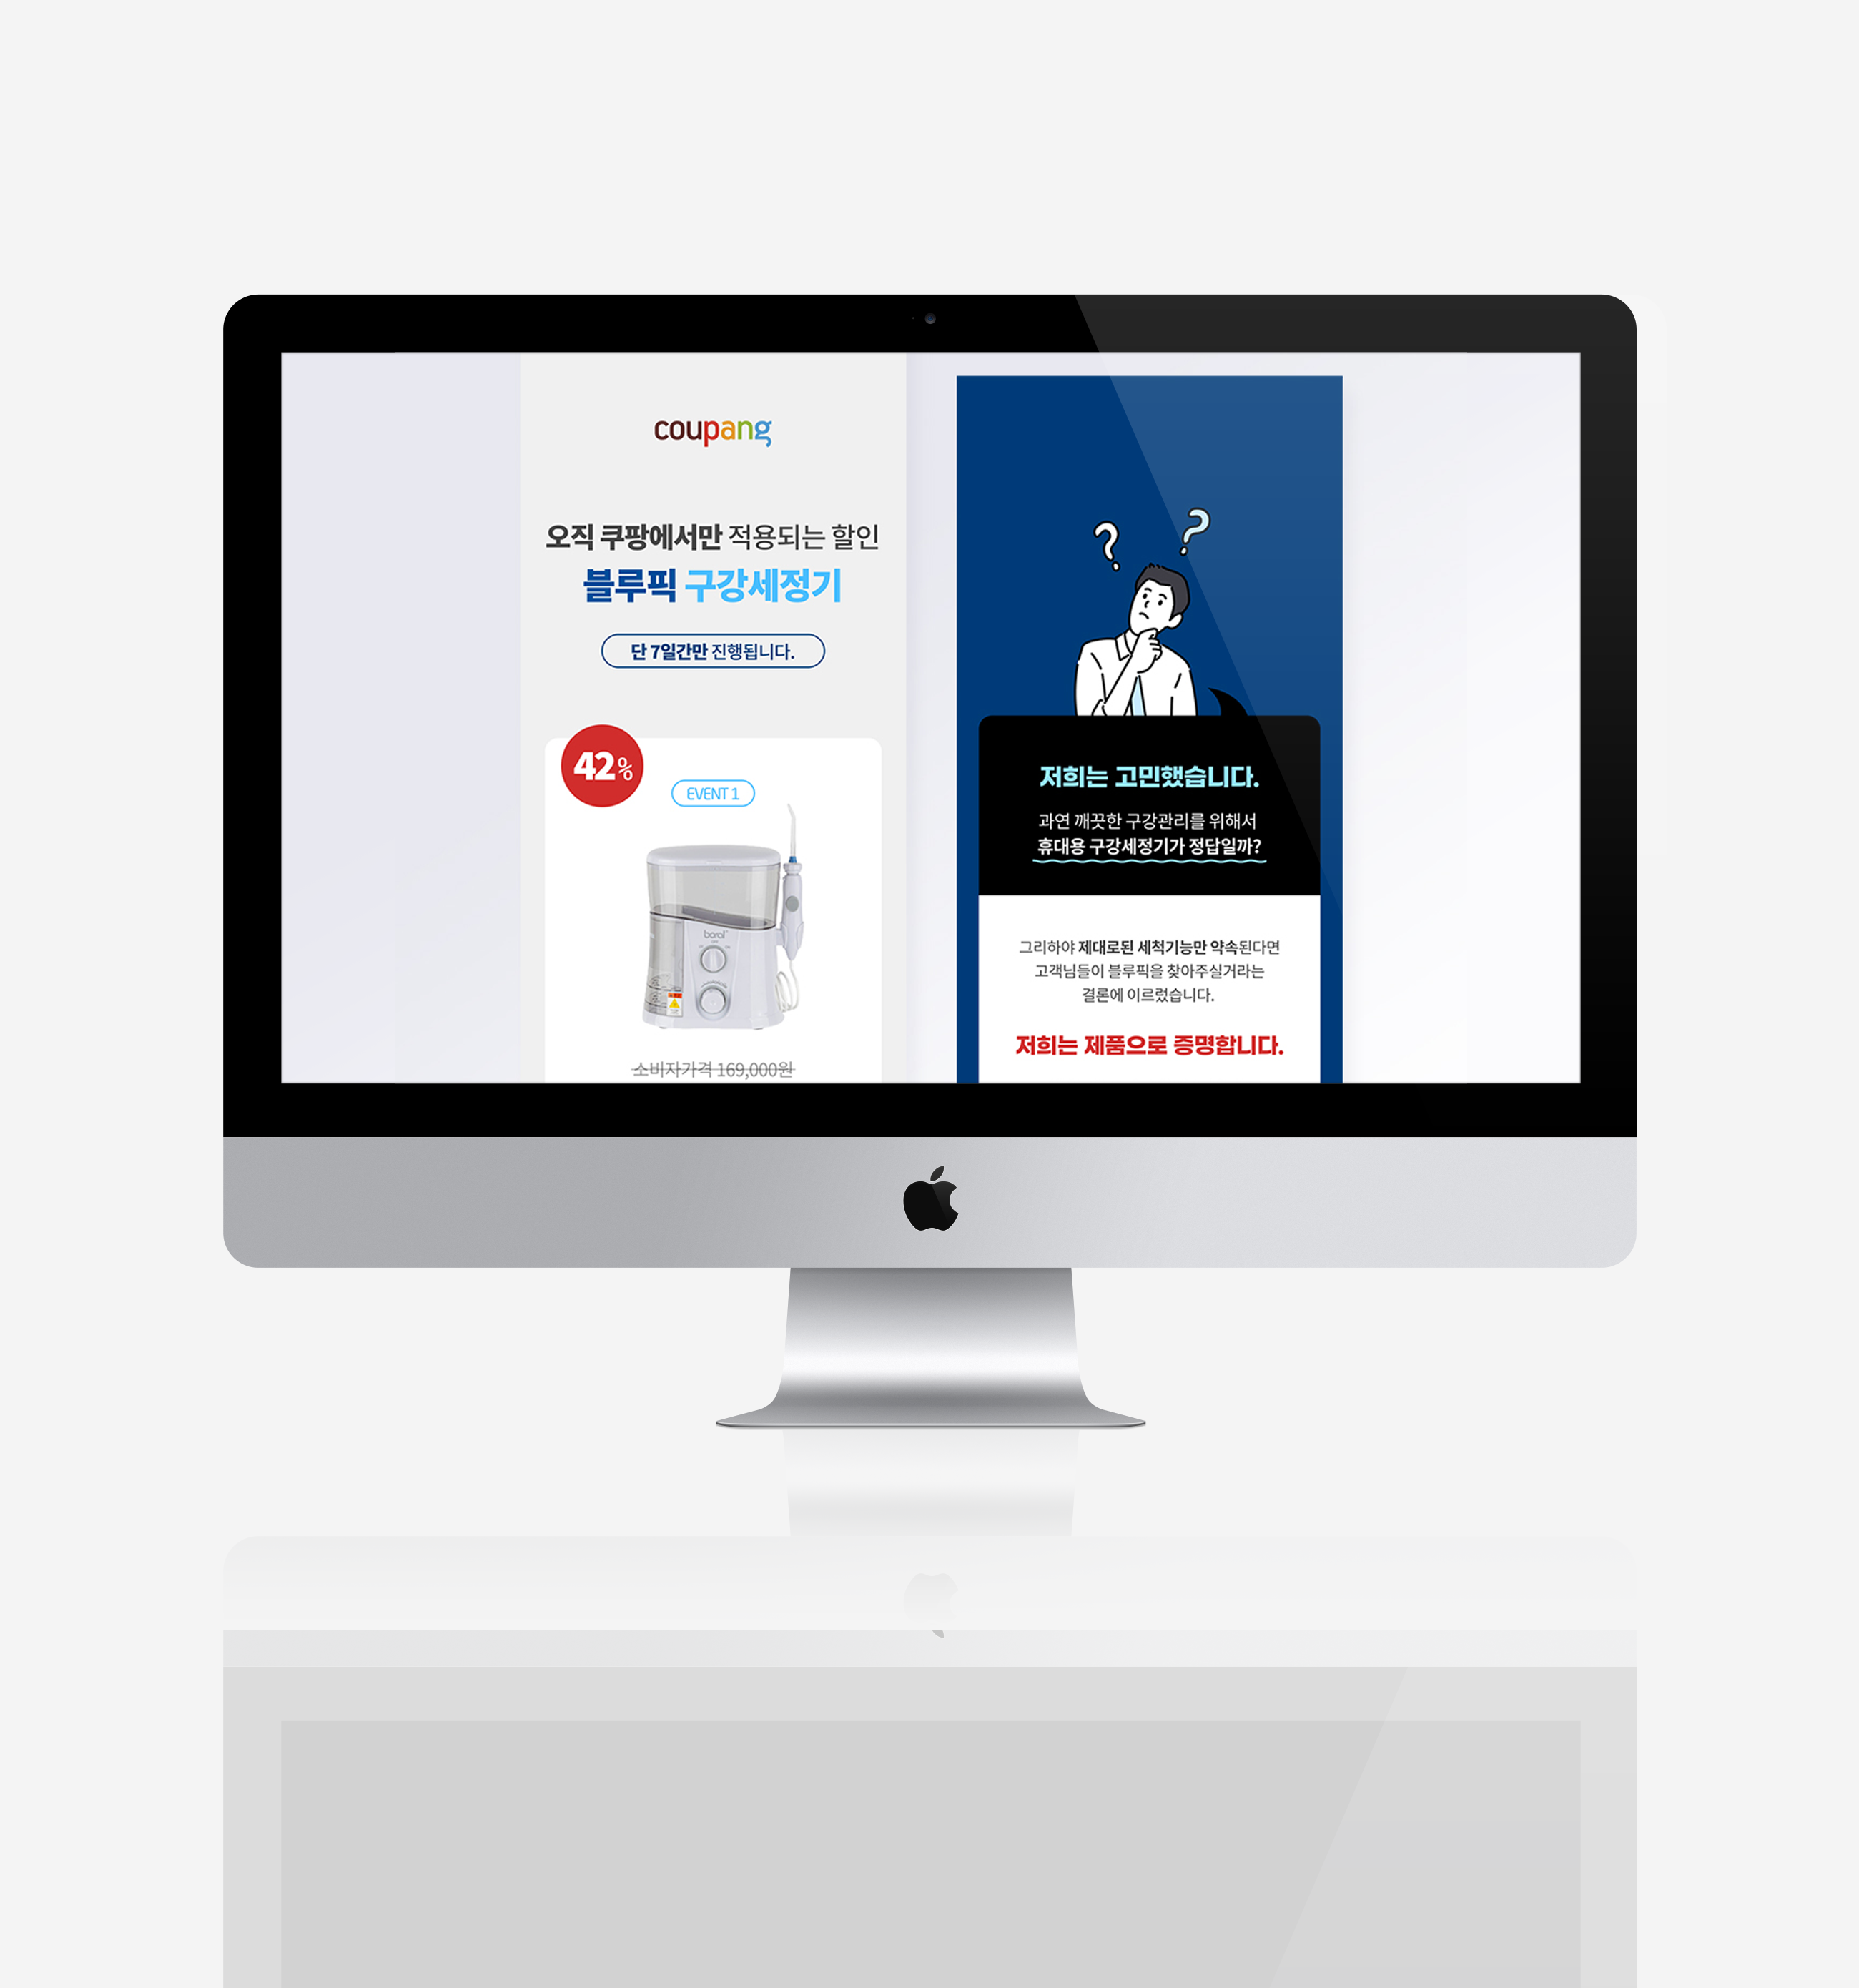 coupang
오직 쿠팡에서만 적용되는 할인
블루픽 구강세정기
단 7일간만 진행됩니다.
42%
EVENT 1
boral
소비자가격 169,000원
? ?
저희는 고민했습니다.
과연 깨끗한 구강관리를 위해서
휴대용 구강세정기가 정답일까?
그리하야 제대로된 세척기능만 약속된다면
고객님들이 블루픽을 찾아주실거라는
결론에 이르렀습니다.
저희는 제품으로 증명합니다.